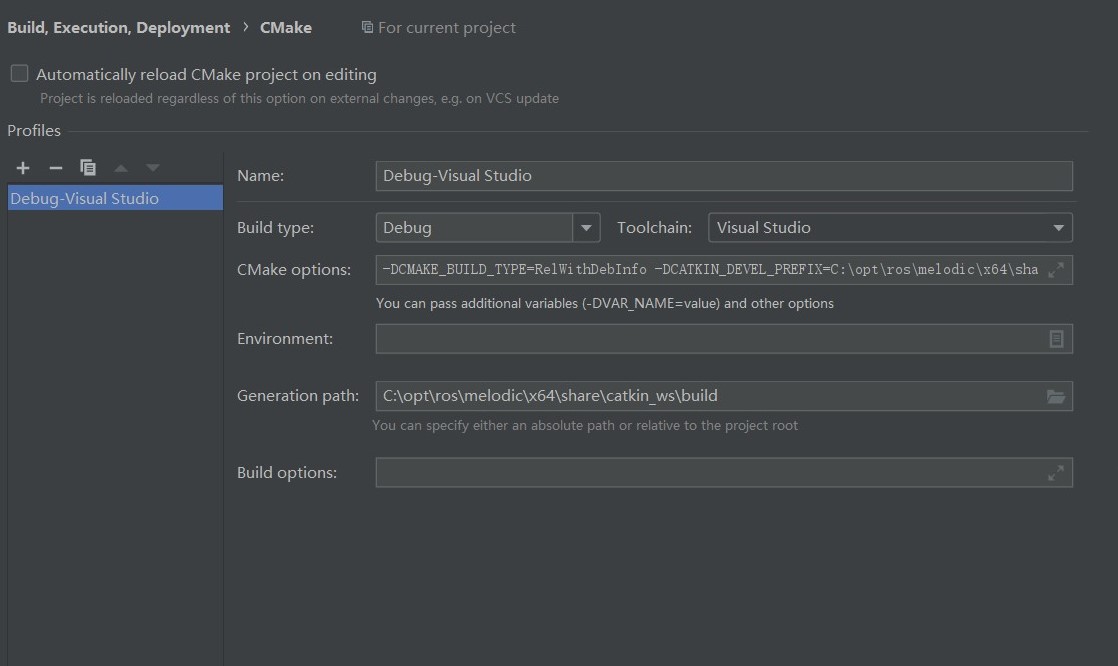 Build, Execution, Deployment › CMake For current project
Automatically reload CMake project on editing
Project is reloaded regardless of this option on external changes, e.g. on VCS update
Profiles
Debug-Visual Studio
Name: Debug-Visual Studio
Build type: Debug Toolchain: Visual Studio
CMake options: -DCMAKE_BUILD_TYPE=RelWithDebInfo -DCATKIN_DEVEL_PREFIX=C:\opt\ros\melodic\x64\sha
You can pass additional variables (-DVAR_NAME=value) and other options
Environment:
Generation path: C:\opt\ros\melodic\x64\share\catkin_ws\build
You can specify either an absolute path or relative to the project root
Build options: